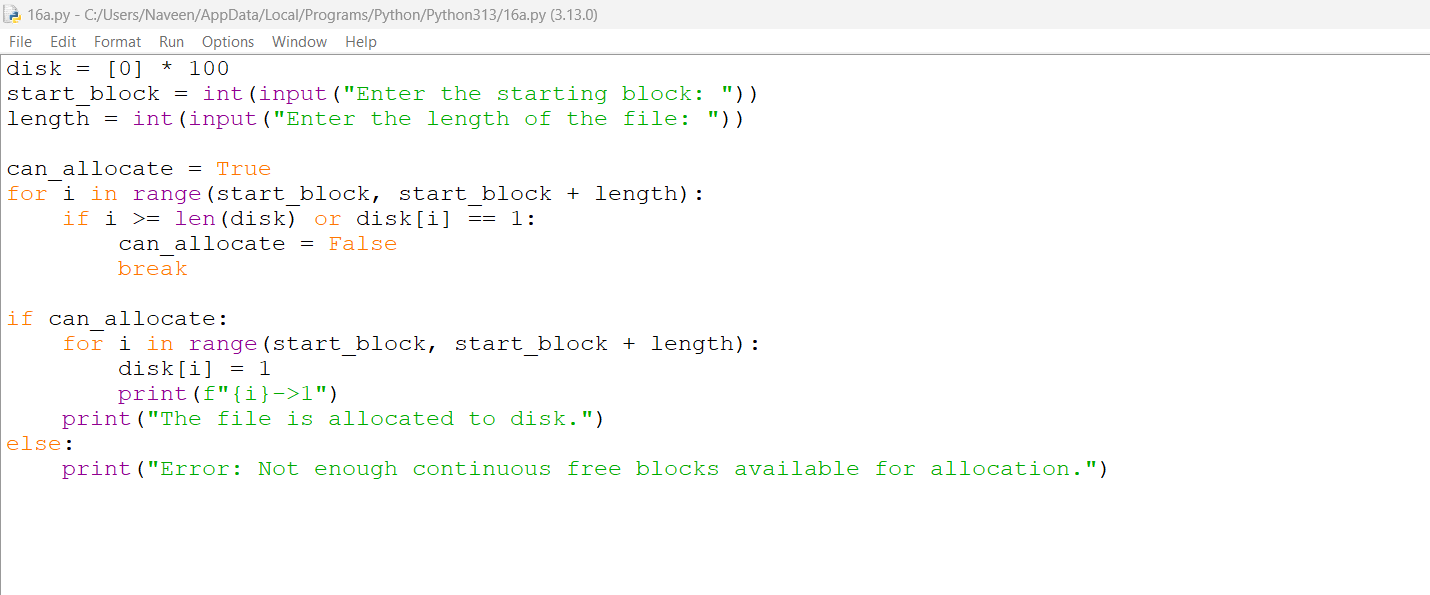 16a.py - C:/Users/Naveen/AppData/Local/Programs/Python/Python313/16a.py (3.13.0)
File Edit Format Run Options Window Help
disk = [0] * 100
start_block = int(input("Enter the starting block: "))
length = int(input("Enter the length of the file: "))

can_allocate = True
for i in range(start_block, start_block + length):
    if i >= len(disk) or disk[i] == 1:
        can_allocate = False
        break

if can_allocate:
    for i in range(start_block, start_block + length):
        disk[i] = 1
        print(f"{i}->1")
    print("The file is allocated to disk.")
else:
    print("Error: Not enough continuous free blocks available for allocation.")